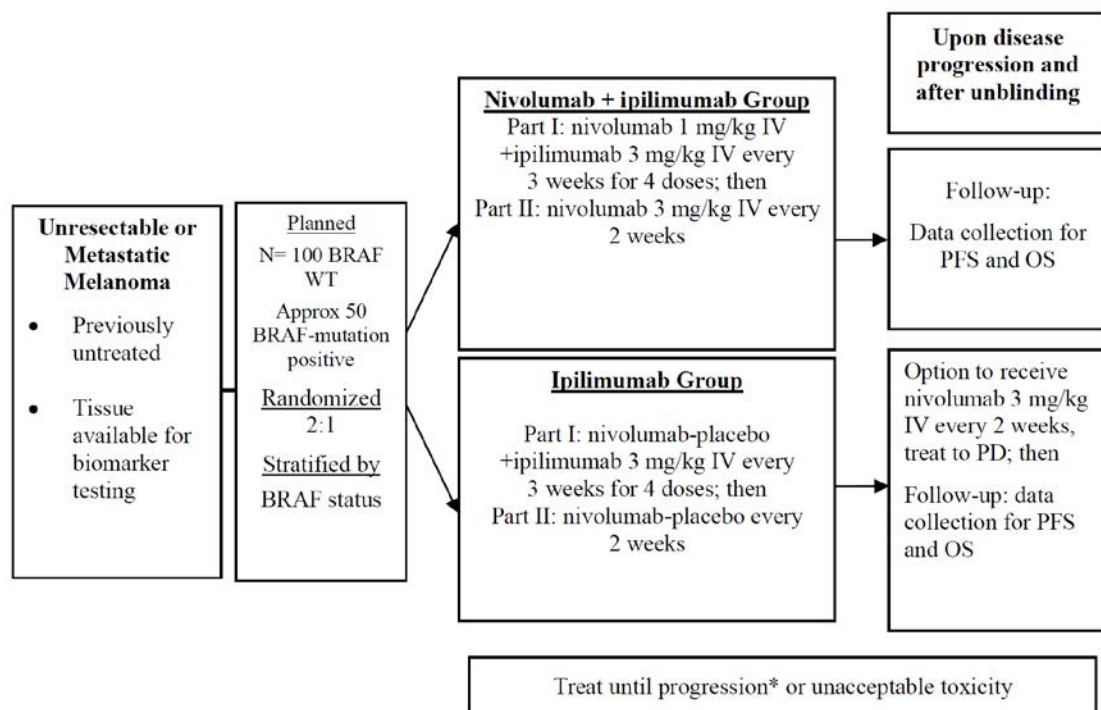 Unresectable or
Metastatic
Melanoma
• Previously
untreated
• Tissue
available for
biomarker
testing
Planned
N= 100 BRAF
WT
Approx 50
BRAF-mutation
positive
Randomized
2:1
Stratified by
BRAF status
Nivolumab + ipilimumab Group
Part I: nivolumab 1 mg/kg IV
+ipilimumab 3 mg/kg IV every
3 weeks for 4 doses; then
Part II: nivolumab 3 mg/kg IV every
2 weeks
Ipilimumab Group
Part I: nivolumab-placebo
+ipilimumab 3 mg/kg IV every
3 weeks for 4 doses; then
Part II: nivolumab-placebo every
2 weeks
Upon disease
progression and
after unblinding
Follow-up:
Data collection for
PFS and OS
Option to receive
nivolumab 3 mg/kg
IV every 2 weeks,
treat to PD; then
Follow-up: data
collection for PFS
and OS
Treat until progression* or unacceptable toxicity